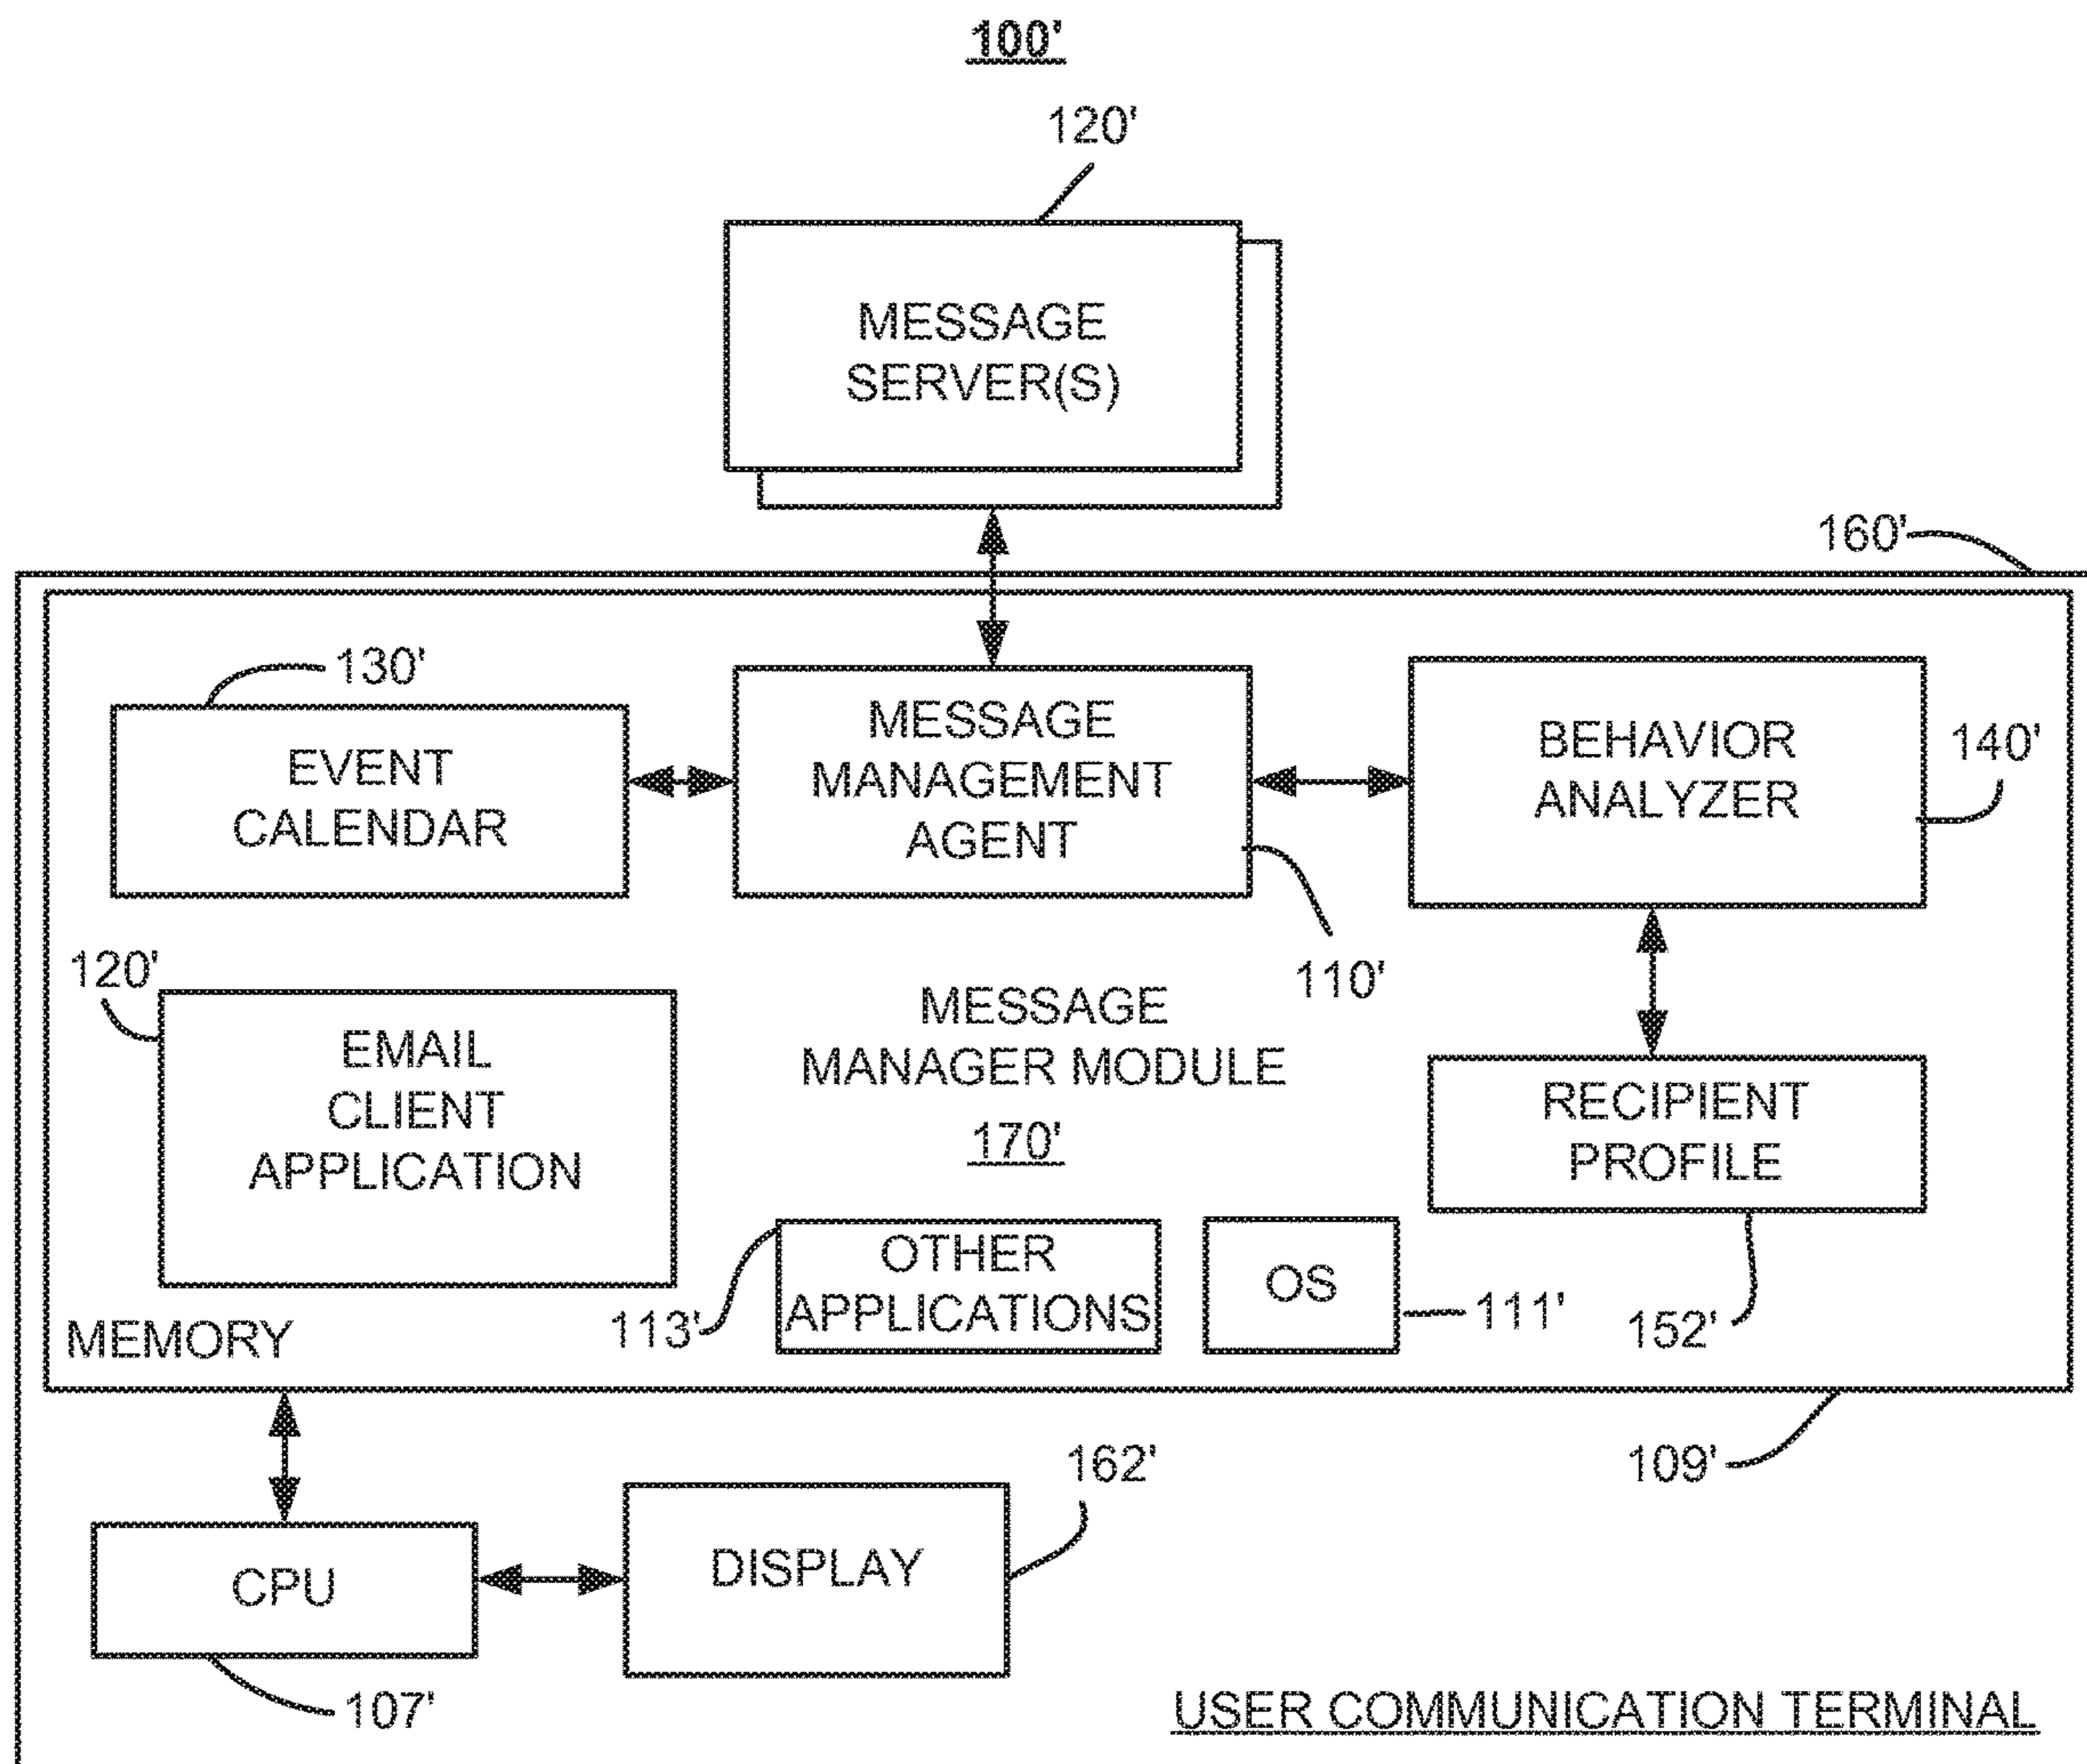 100'
120'
MESSAGE
SERVER(S)
160'
130'
EVENT
CALENDAR
MESSAGE
MANAGEMENT
AGENT
BEHAVIOR
ANALYZER
140'
110'
120'
EMAIL
CLIENT
APPLICATION
MESSAGE
MANAGER MODULE
170'
RECIPIENT
PROFILE
OTHER
APPLICATIONS
OS
113'
111'
152'
MEMORY
109'
162'
CPU
DISPLAY
107'
USER COMMUNICATION TERMINAL